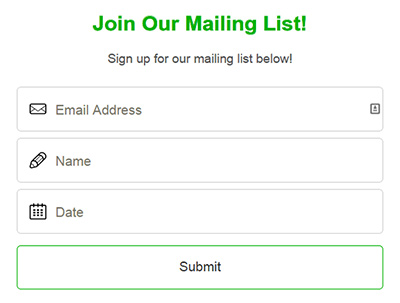 Join Our Mailing List!
Sign up for our mailing list below!
Email Address
Name
Date
Submit